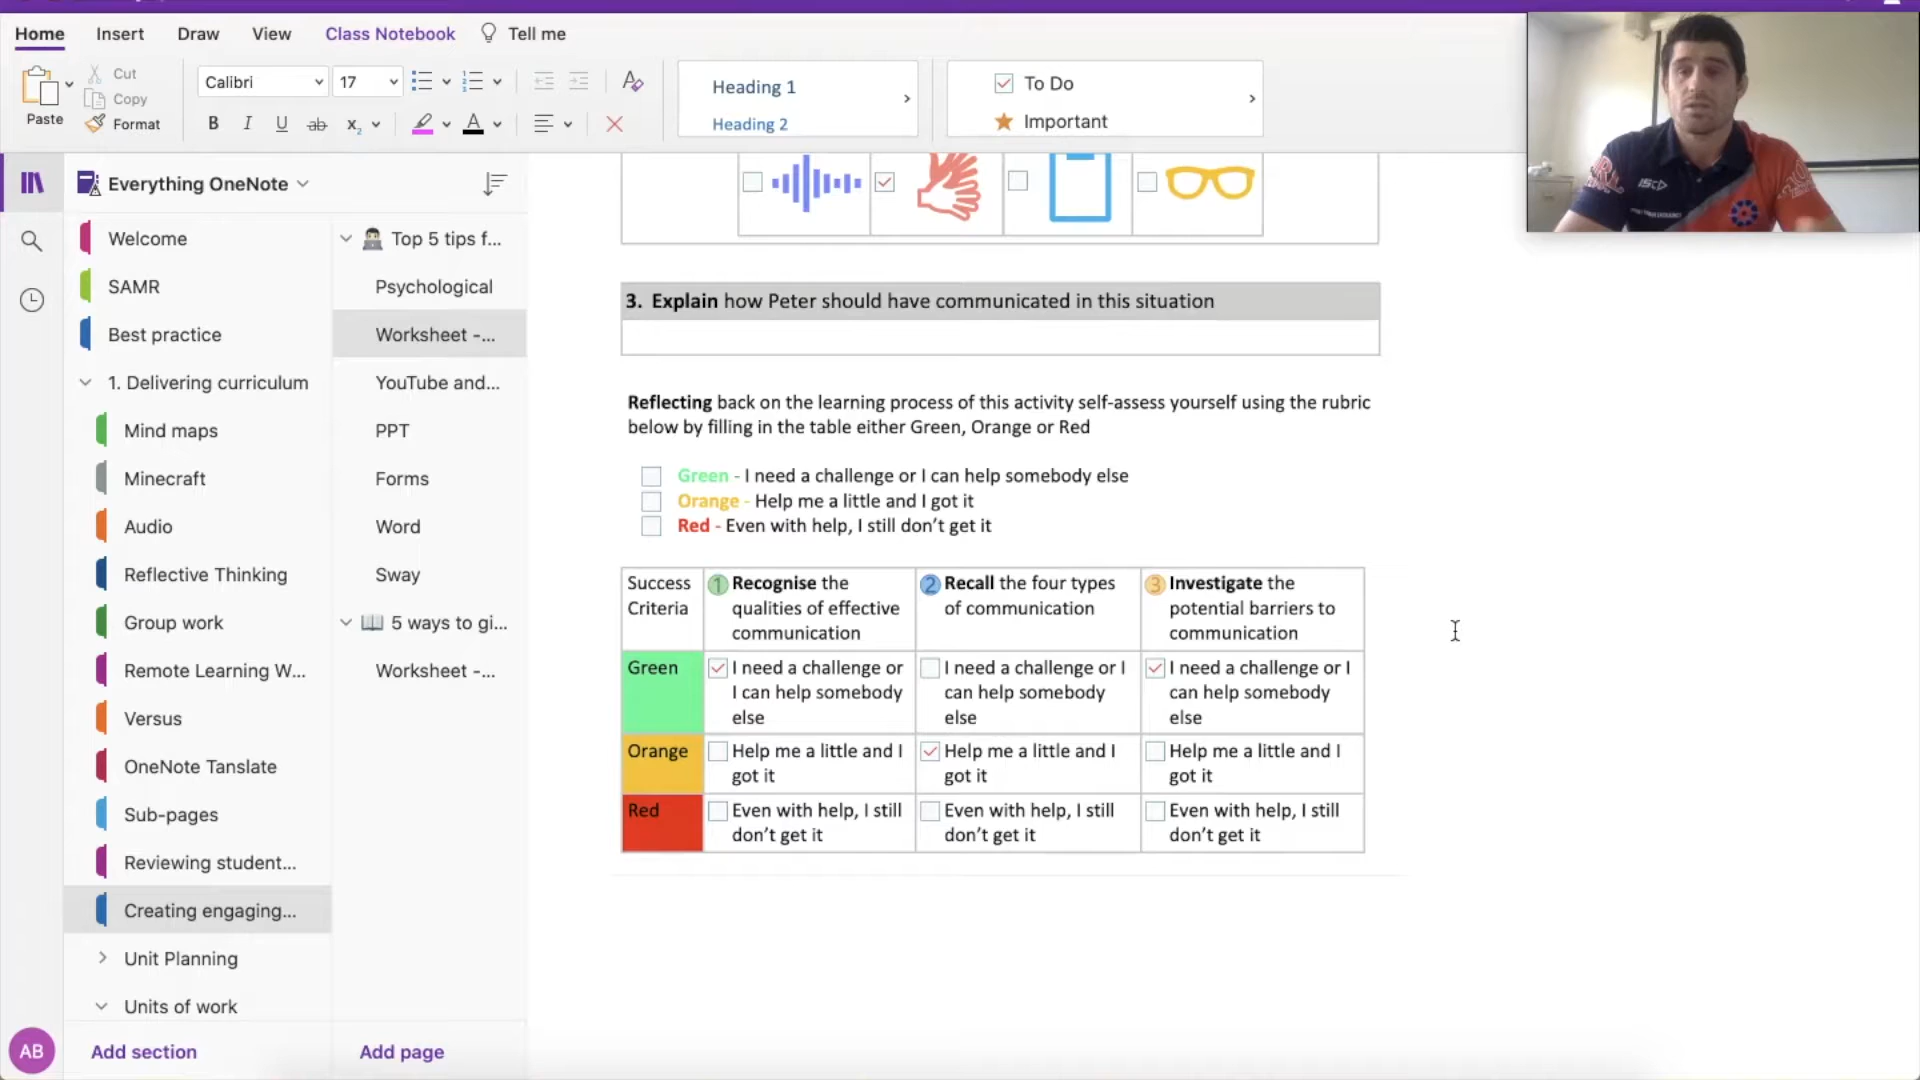 Home Insert Draw View Class Notebook Tell me
Paste
Cut
Copy
Format
Calibri 17
B I U ab x₂ A
Heading 1
Heading 2
To Do
Important
Everything OneNote
Welcome
SAMR
Best practice
1. Delivering curriculum
Mind maps
Minecraft
Audio
Reflective Thinking
Group work
Remote Learning W...
Versus
OneNote Tanslate
Sub-pages
Reviewing student...
Creating engaging...
Unit Planning
Units of work
AB
Add section
Top 5 tips f...
Psychological
Worksheet -...
YouTube and...
PPT
Forms
Word
Sway
5 ways to gi...
Worksheet -...
Add page
3. Explain how Peter should have communicated in this situation
Reflecting back on the learning process of this activity self-assess yourself using the rubric
below by filling in the table either Green, Orange or Red
Green - I need a challenge or I can help somebody else
Orange - Help me a little and I got it
Red - Even with help, I still don't get it
Success
Criteria
1 Recognise the
qualities of effective
communication
2 Recall the four types
of communication
3 Investigate the
potential barriers to
communication
Green
I need a challenge or
I can help somebody
else
I need a challenge or I
can help somebody
else
I need a challenge or I
can help somebody
else
Orange
Help me a little and I
got it
Help me a little and I
got it
Help me a little and I
got it
Red
Even with help, I still
don't get it
Even with help, I still
don't get it
Even with help, I still
don't get it
ISC